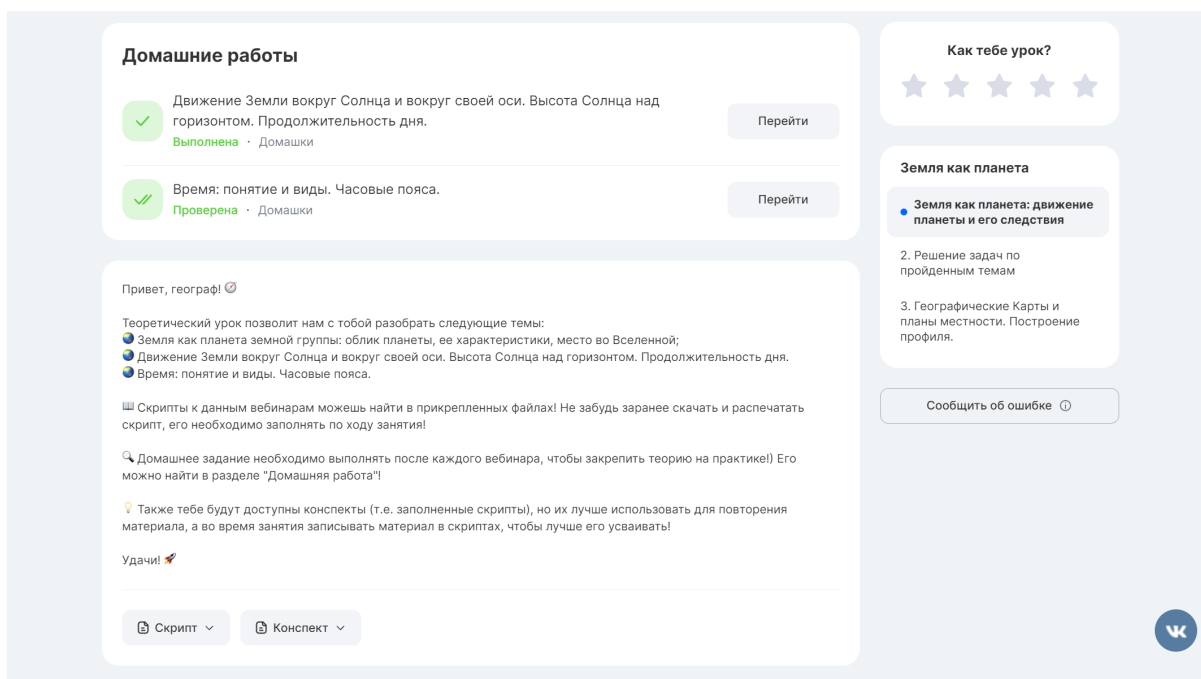 Домашние работы
Движение Земли вокруг Солнца и вокруг своей оси. Высота Солнца над
горизонтом. Продолжительность дня.
Выполнена · Домашки
Перейти
Время: понятие и виды. Часовые пояса.
Проверена · Домашки
Перейти
Привет, географ!
Теоретический урок позволит нам с тобой разобрать следующие темы:
Земля как планета земной группы: облик планеты, ее характеристики, место во Вселенной;
Движение Земли вокруг Солнца и вокруг своей оси. Высота Солнца над горизонтом. Продолжительность дня.
Время: понятие и виды. Часовые пояса.
Скрипты к данным вебинарам можешь найти в прикрепленных файлах! Не забудь заранее скачать и распечатать
скрипт, его необходимо заполнять по ходу занятия!
Домашнее задание необходимо выполнять после каждого вебинара, чтобы закрепить теорию на практике!) Его
можно найти в разделе "Домашняя работа"!
Также тебе будут доступны конспекты (т.е. заполненные скрипты), но их лучше использовать для повторения
материала, а во время занятия записывать материал в скриптах, чтобы лучше его усваивать!
Удачи!
Скрипт
Конспект
Как тебе урок?
Земля как планета
Земля как планета: движение
планеты и его следствия
2. Решение задач по
пройденным темам
3. Географические Карты и
планы местности. Построение
профиля.
Сообщить об ошибке